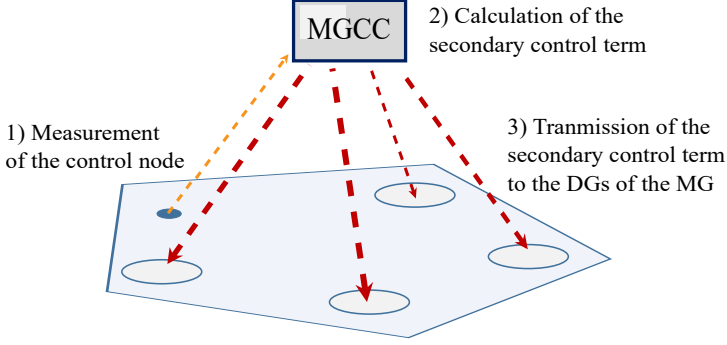 MGCC
2) Calculation of the
secondary control term
1) Measurement
of the control node
3) Tranmission of the
secondary control term
to the DGs of the MG